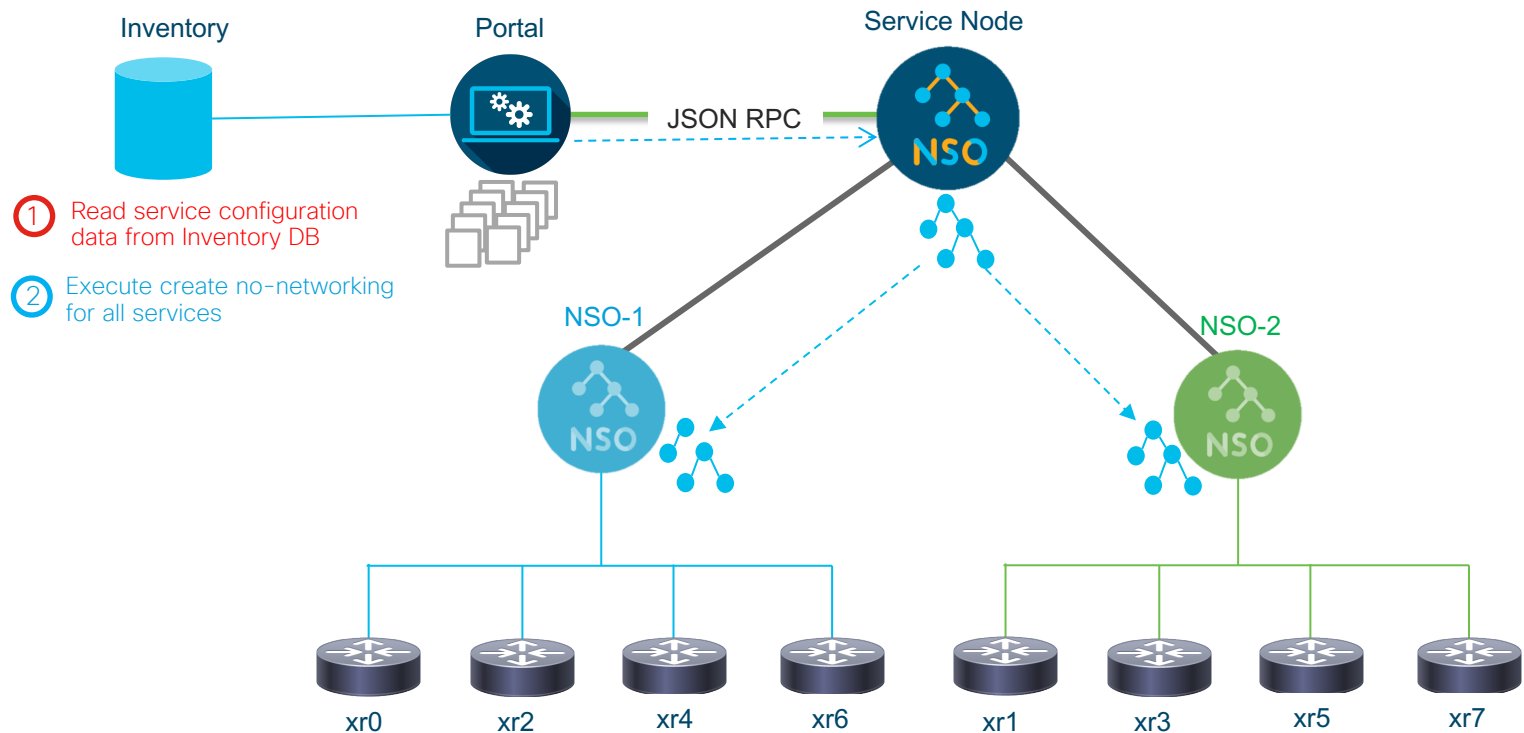 Inventory
Portal
Service Node
JSON RPC
NSO
1
Read service configuration
data from Inventory DB
2
Execute create no-networking
for all services
NSO-1
NSO-2
NSO
NSO
xr0
xr2
xr4
xr6
xr1
xr3
xr5
xr7